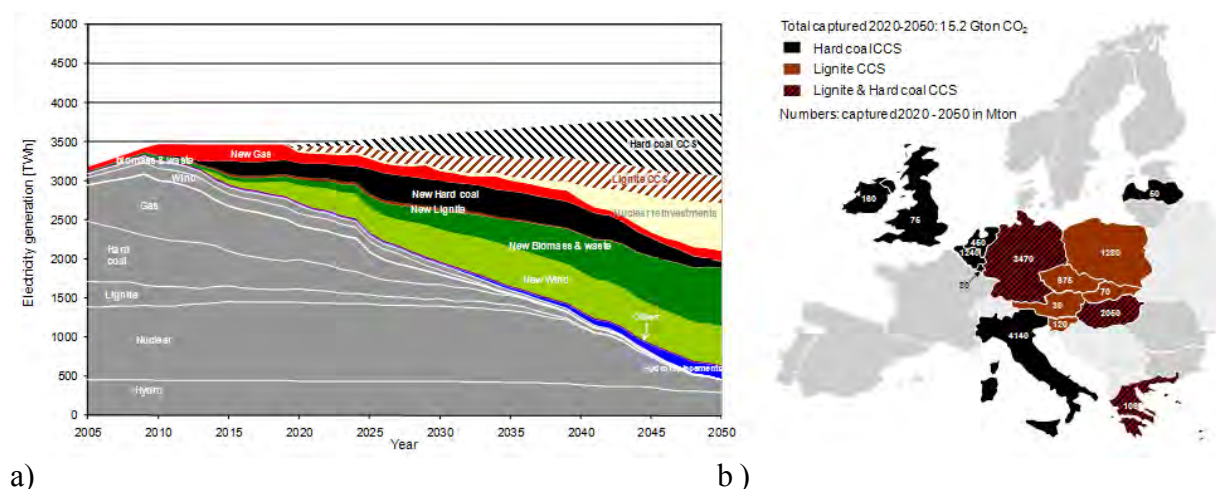 5000
4500
4000
3500
3000
2500
2000
1500
1000
500
0
Electricity generation [TWh]
2005 2010 2015 2020 2025 2030 2035 2040 2045 2050
Year
Biomass & waste
Wind
Gas
Hard
coal
Lignite
Nuclear
Hydro
New Gas
New Hard coal
New Lignite
New Biomass & waste
New Wind
Hard coal CCS
Lignite CCS
Nuclear reinvestments
a)
Total captured 2020-2050: 15.2 Gton CO₂
Hard coal CCS
Lignite CCS
Lignite & Hard coal CCS
Numbers: captured 2020 - 2050 in Mton
160
75
50
450
1240
3470
1280
675
70
30
2050
120
4140
b )